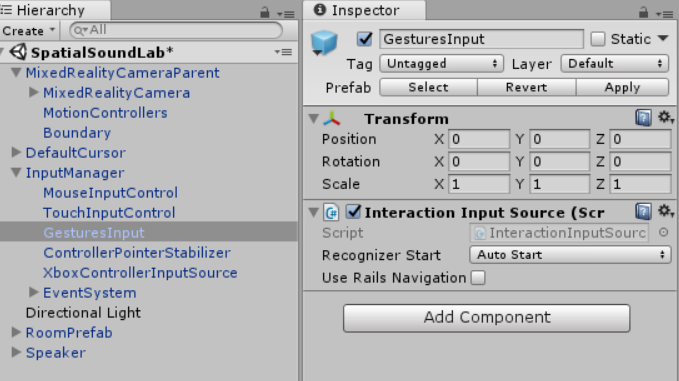 Hierarchy
Create
All
SpatialSoundLab*
MixedRealityCameraParent
MixedRealityCamera
MotionControllers
Boundary
DefaultCursor
InputManager
MouseInputControl
TouchInputControl
GesturesInput
ControllerPointerStabilizer
XboxControllerInputSource
EventSystem
Directional Light
RoomPrefab
Speaker
Inspector
GesturesInput Static
Tag Untagged Layer Default
Prefab Select Revert Apply
Transform
Position X 0 Y 0 Z 0
Rotation X 0 Y 0 Z 0
Scale X 1 Y 1 Z 1
Interaction Input Source (Scr
Script InteractionInputSourc
Recognizer Start Auto Start
Use Rails Navigation
Add Component